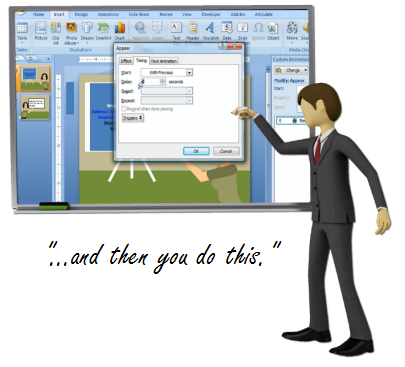 Home Insert Design Animations Slide Show Review View Developer Add-Ins Articulate
Table Picture Clip Art Photo Album Shapes SmartArt Chart
Text Box Header WordArt Date Slide Symbol Object Movie
Tables
Custom Animation
Change
Modify: Appear
Start:
Appear
Effect Timing Text Animation
Start: With Previous
Delay: seconds
Speed:
Repeat:
Rewind when done playing
Triggers
OK Cancel
"...and then you do this."